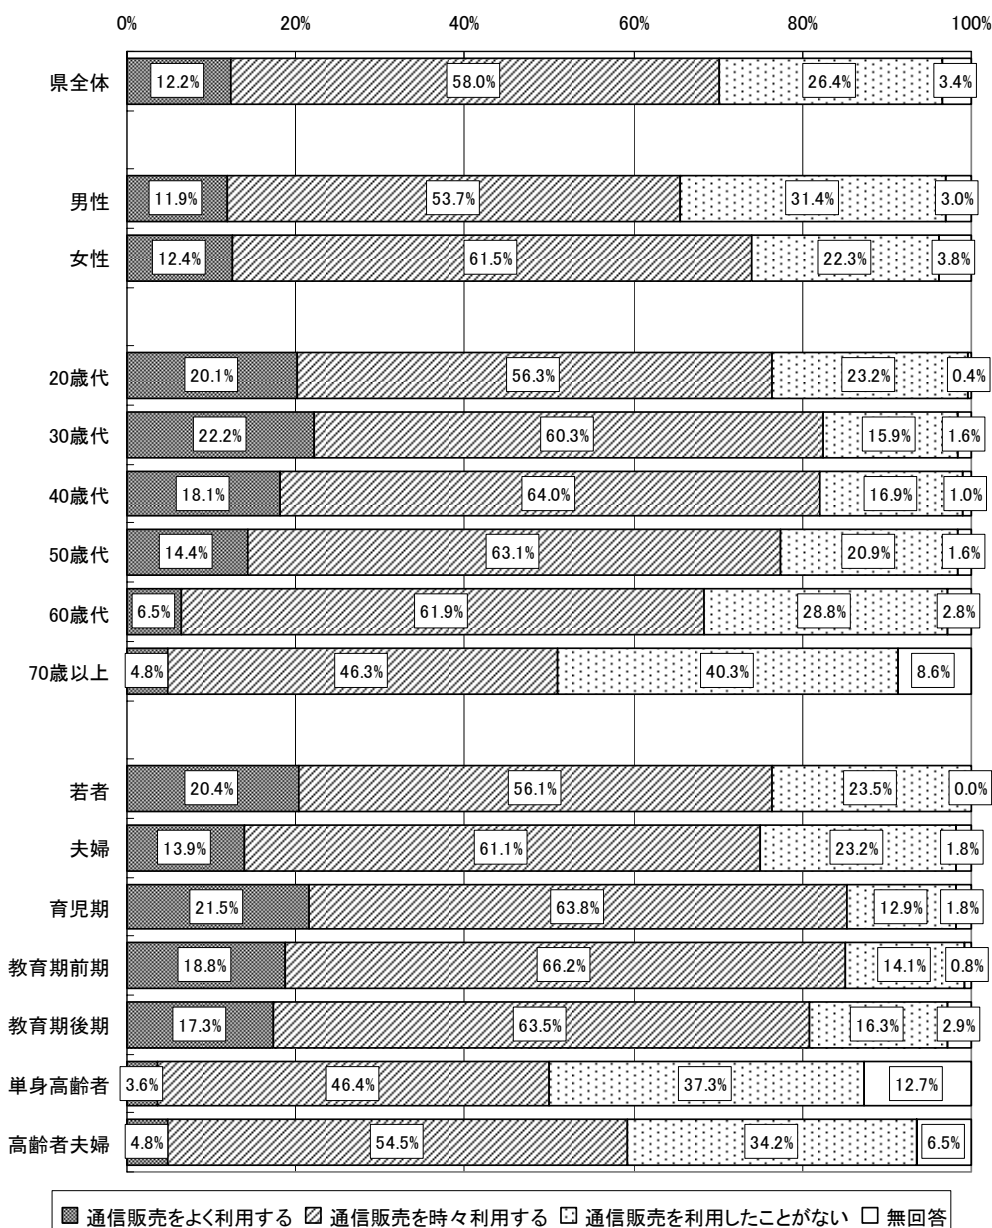 0% 20% 40% 60% 80% 100%
県全体 12.2% 58.0% 26.4% 3.4%
男性 11.9% 53.7% 31.4% 3.0%
女性 12.4% 61.5% 22.3% 3.8%
20歳代 20.1% 56.3% 23.2% 0.4%
30歳代 22.2% 60.3% 15.9% 1.6%
40歳代 18.1% 64.0% 16.9% 1.0%
50歳代 14.4% 63.1% 20.9% 1.6%
60歳代 6.5% 61.9% 28.8% 2.8%
70歳以上 4.8% 46.3% 40.3% 8.6%
若者 20.4% 56.1% 23.5% 0.0%
夫婦 13.9% 61.1% 23.2% 1.8%
育児期 21.5% 63.8% 12.9% 1.8%
教育期前期 18.8% 66.2% 14.1% 0.8%
教育期後期 17.3% 63.5% 16.3% 2.9%
単身高齢者 3.6% 46.4% 37.3% 12.7%
高齢者夫婦 4.8% 54.5% 34.2% 6.5%
通信販売をよく利用する 通信販売を時々利用する 通信販売を利用したことがない 無回答